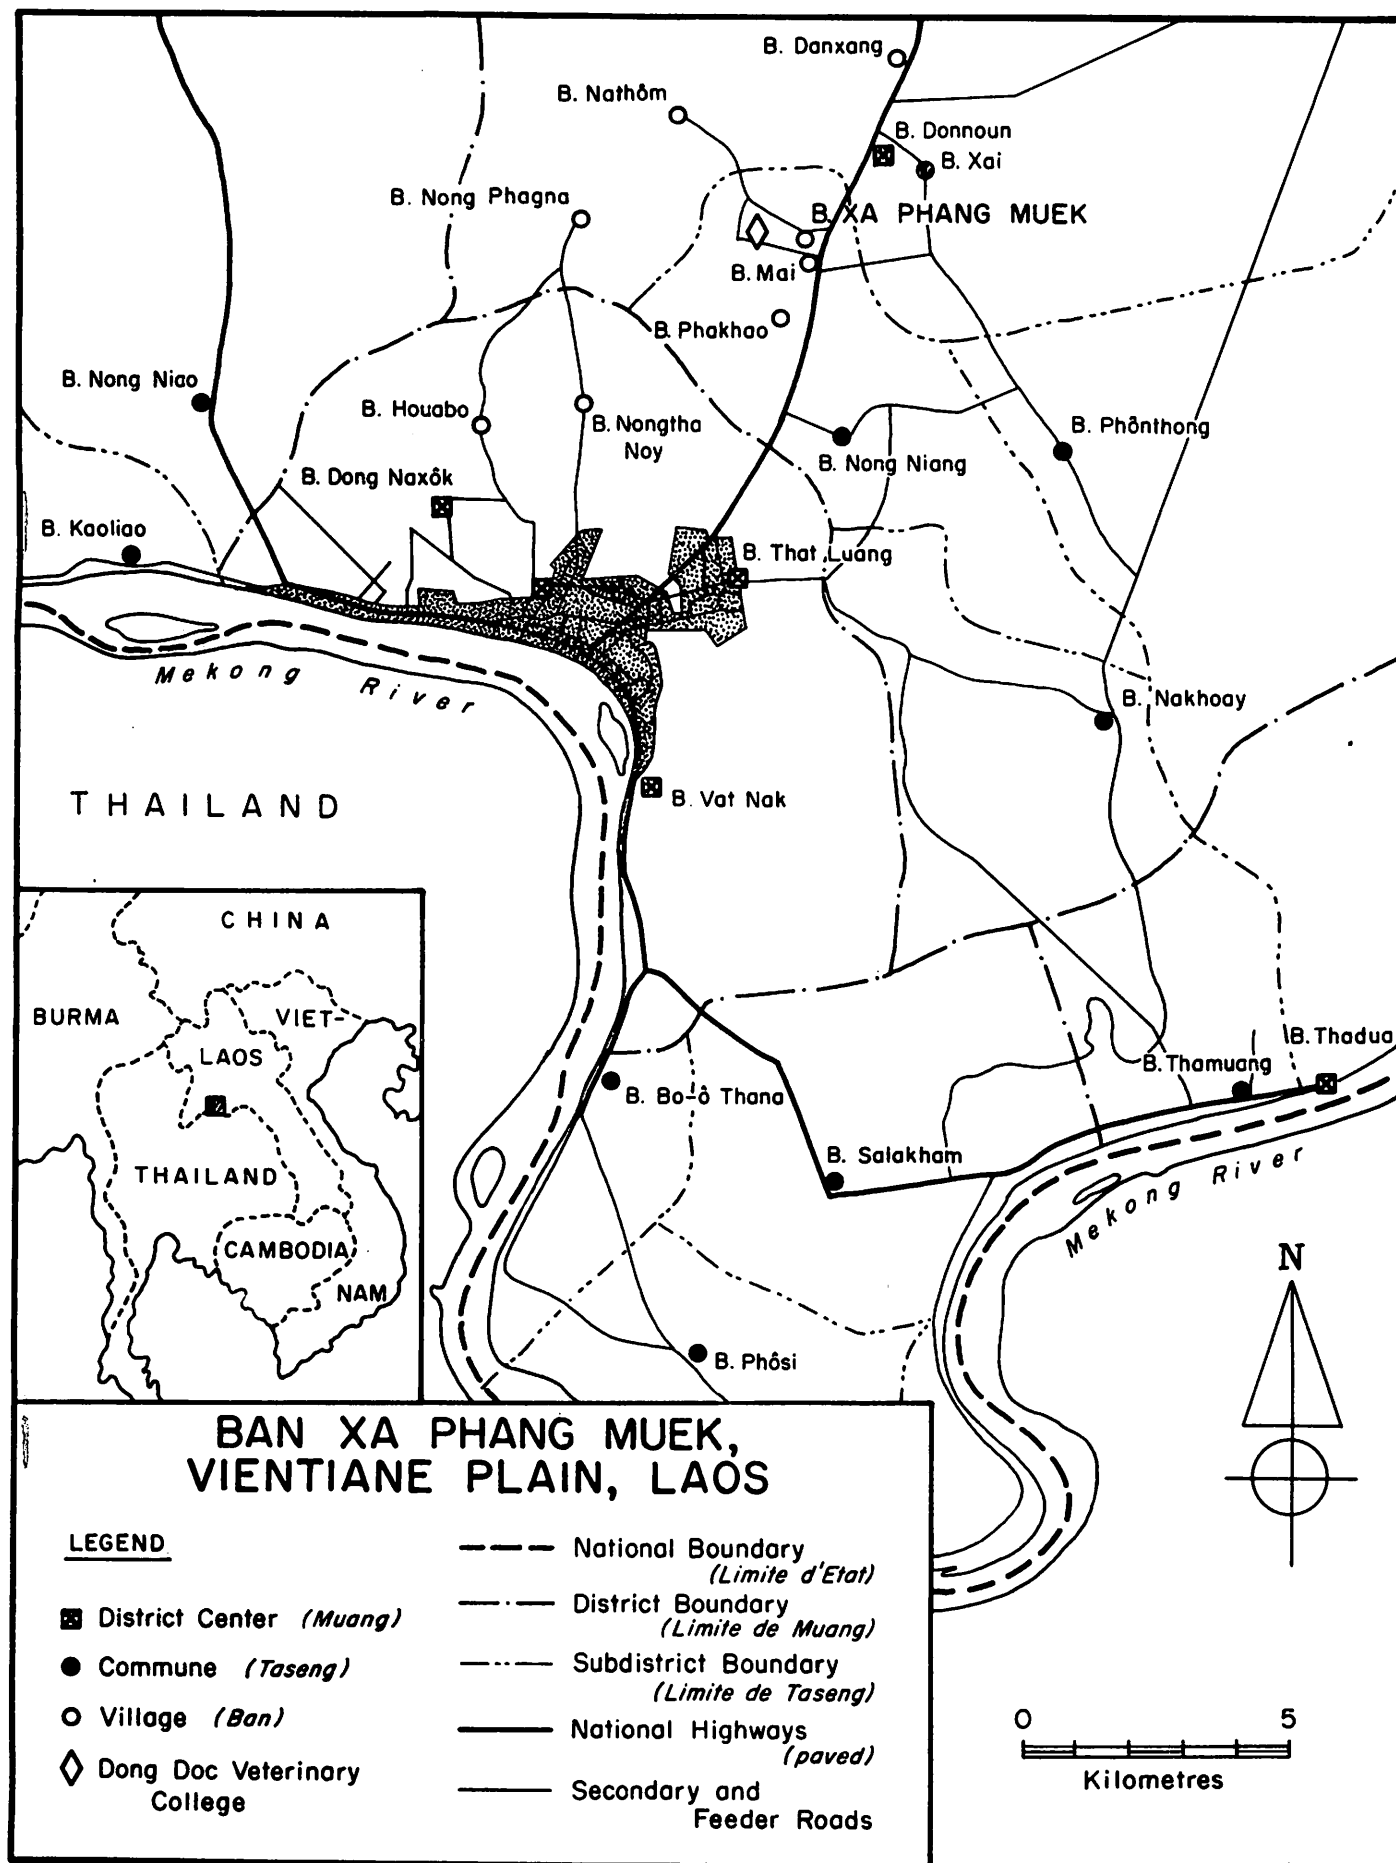 B. Danxang
B. Nathôm
B. Donnoun
B. Xai
B. Nong Phagna
B. XA PHANG MUEK
B. Mai
B. Phakhao
B. Nong Niao
B. Houabo
B. Nongtha
Noy
B. Phônthong
B. Nong Niang
B. Dong Naxôk
B. Kaoliao
B. That Luang
Mekong River
B. Nakhoay
THAILAND
B. Vat Nak
CHINA
BURMA
VIET-
LAOS
THAILAND
CAMBODIA
NAM
B. Thadua
B. Thamuang
B. Bo-ô Thana
B. Salakham
Mekong River
B. Phôsi
N
BAN XA PHANG MUEK,
VIENTIANE PLAIN, LAOS
LEGEND
District Center (Muang)
Commune (Taseng)
Village (Ban)
Dong Doc Veterinary
College
National Boundary
(Limite d'Etat)
District Boundary
(Limite de Muang)
Subdistrict Boundary
(Limite de Taseng)
National Highways
(paved)
Secondary and
Feeder Roads
0 5
Kilometres